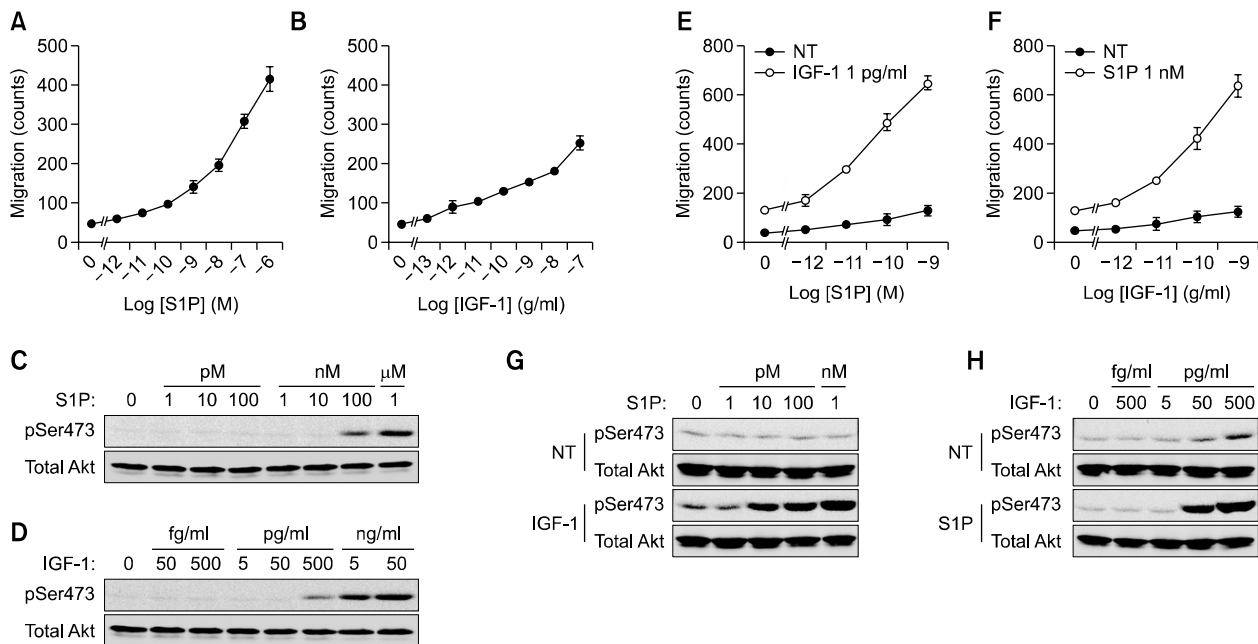 A
Migration (counts)
500
400
300
200
100
0
0 −12 −11 −10 −9 −8 −7 −6
Log [S1P] (M)
B
Migration (counts)
500
400
300
200
100
0
0 −13 −12 −11 −10 −9 −8 −7
Log [IGF-1] (g/ml)
E
NT
IGF-1 1 pg/ml
Migration (counts)
800
600
400
200
0
0 −12 −11 −10 −9
Log [S1P] (M)
F
NT
S1P 1 nM
Migration (counts)
800
600
400
200
0
0 −12 −11 −10 −9
Log [IGF-1] (g/ml)
C
pM nM μM
S1P: 0 1 10 100 1 10 100 1
pSer473
Total Akt
D
fg/ml pg/ml ng/ml
IGF-1: 0 50 500 5 50 500 5 50
pSer473
Total Akt
G
pM nM
S1P: 0 1 10 100 1
NT
pSer473
Total Akt
IGF-1
pSer473
Total Akt
H
fg/ml pg/ml
IGF-1: 0 500 5 50 500
NT
pSer473
Total Akt
S1P
pSer473
Total Akt